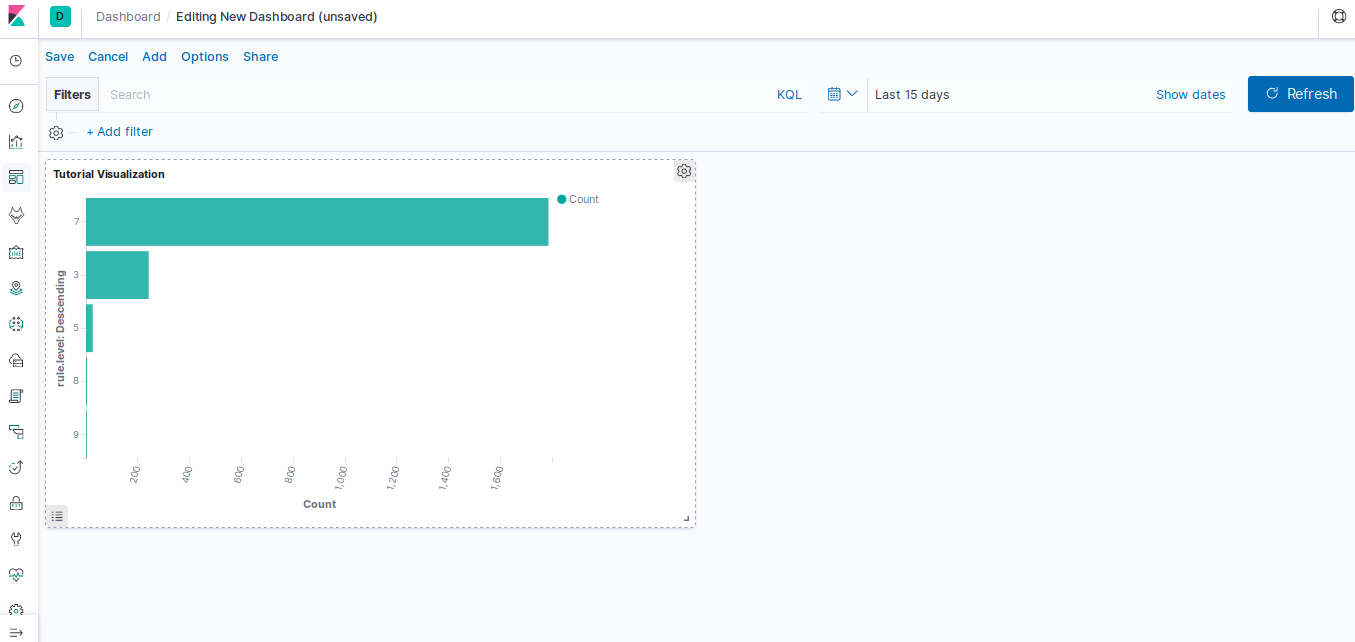 D Dashboard / Editing New Dashboard (unsaved)
Save Cancel Add Options Share
Filters Search KQL Last 15 days Show dates Refresh
+ Add filter
Tutorial Visualization
Count
7
3
5
8
9
rule.level: Descending
200 400 600 800 1,000 1,200 1,400 1,600
Count